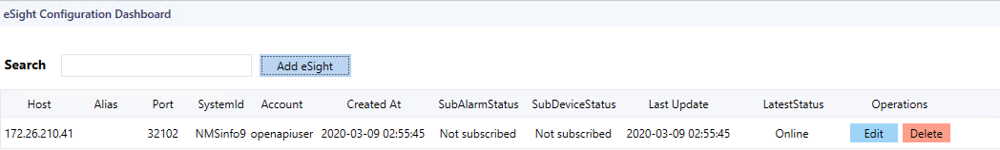 eSight Configuration Dashboard
Search Add eSight
Host Alias Port SystemId Account Created At SubAlarmStatus SubDeviceStatus Last Update LatestStatus Operations
172.26.210.41 32102 NMSinfo9 openapiuser 2020-03-09 02:55:45 Not subscribed Not subscribed 2020-03-09 02:55:45 Online Edit Delete